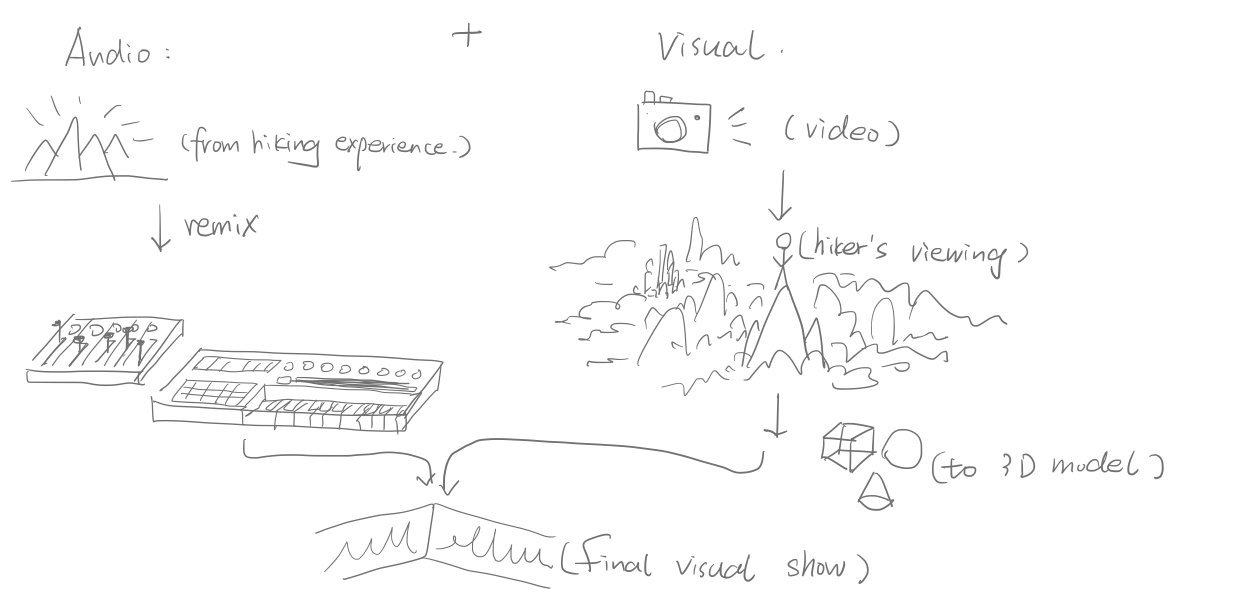 Audio :
+
Visual .
(from hiking experience.)
(video)
remix
(hiker's viewing)
(to 3D model)
(final visual show)